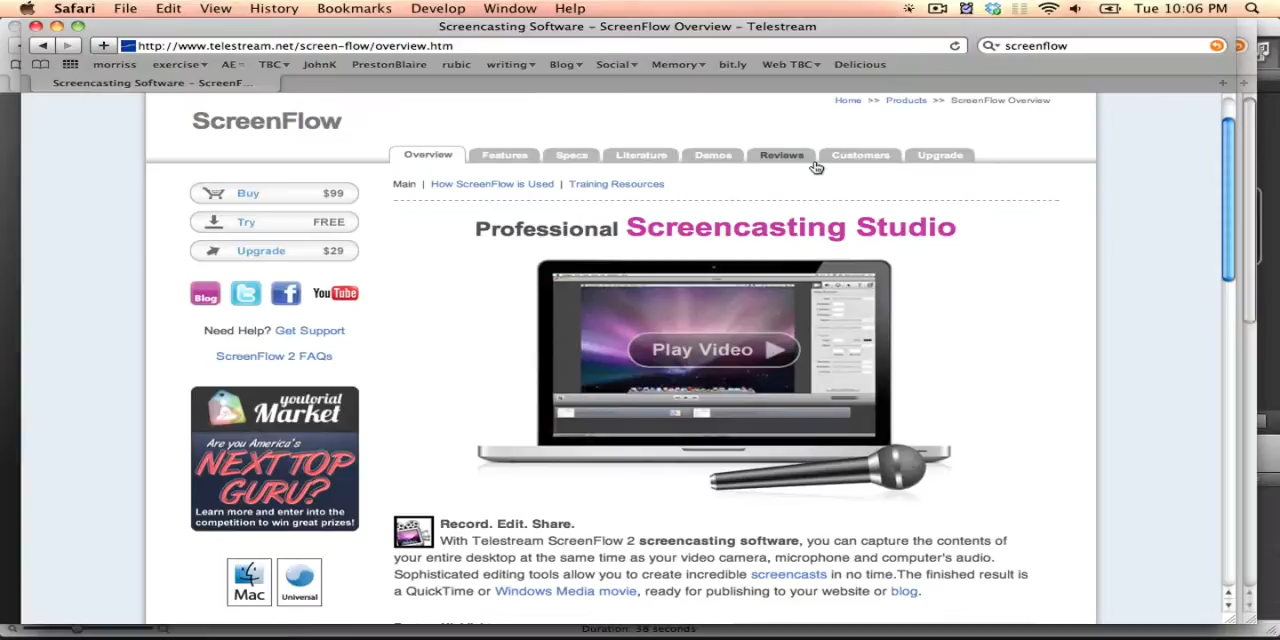 Safari File Edit View History Bookmarks Develop Window Help Tue 10:06 PM
Screencasting Software – ScreenFlow Overview – Telestream
http://www.telestream.net/screen-flow/overview.htm screenflow
morriss exercise AE= TBC JohnK PrestonBlaire rubic writing Blog Social Memory bit.ly Web TBC Delicious
Screencasting Software – ScreenF...
Home >> Products >> ScreenFlow Overview
ScreenFlow
Overview Features Specs Literature Demos Reviews Customers Upgrade
Main | How ScreenFlow is Used | Training Resources
Buy $99
Try FREE
Upgrade $29
Professional Screencasting Studio
Blog You Tube
Play Video
Need Help? Get Support
ScreenFlow 2 FAQs
youtorial
Market
Are you America's
NEXT TOP
GURU?
Learn more and enter into the
competition to win great prizes!
Mac Universal
Record. Edit. Share.
With Telestream ScreenFlow 2 screencasting software, you can capture the contents of
your entire desktop at the same time as your video camera, microphone and computer's audio.
Sophisticated editing tools allow you to create incredible screencasts in no time.The finished result is
a QuickTime or Windows Media movie, ready for publishing to your website or blog.
Duration: 38 seconds